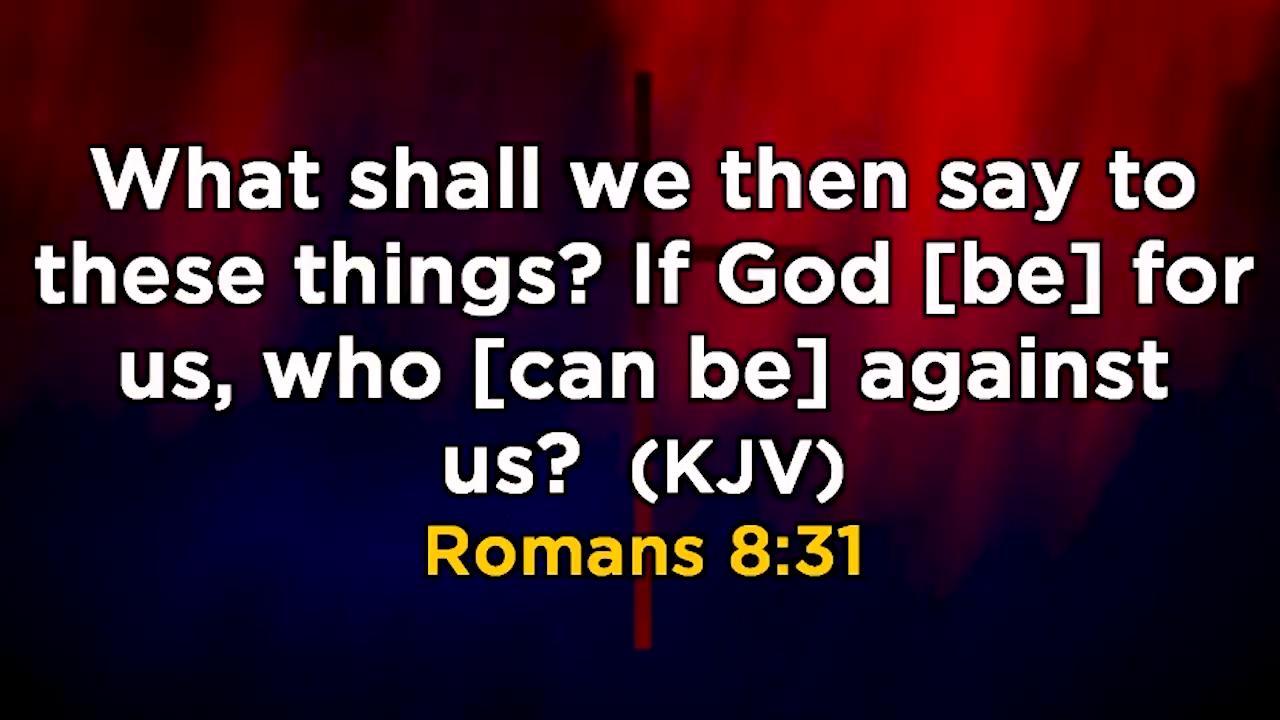 What shall we then say to
these things? If God [be] for
us, who [can be] against
us? (KJV)
Romans 8:31